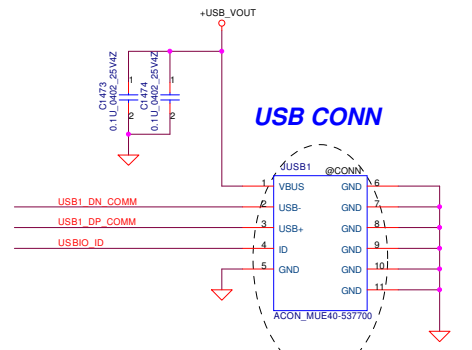 +USB_VOUT
C1473
0.1U_0402_25V4Z
1
2
C1474
0.1U_0402_25V4Z
1
2
USB CONN
JUSB1
@CONN
1 VBUS GND 6
USB1_DN_COMM 2 USB- GND 7
USB1_DP_COMM 3 USB+ GND 8
USBIO_ID 4 ID GND 9
5 GND GND 10
GND 11
ACON_MUE40-537700